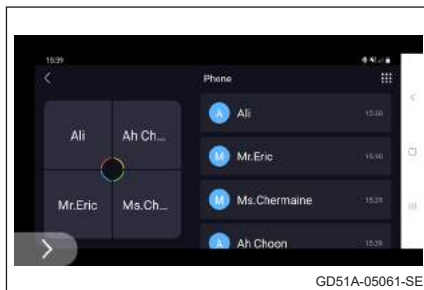 15:39
Phone
Ali
Ah Ch...
Mr.Eric
Ms.Ch...
A Ali 15:30
M Mr.Eric 15:30
M Ms.Chermaine 15:29
A Ah Choon 15:29
GD51A-05061-SE